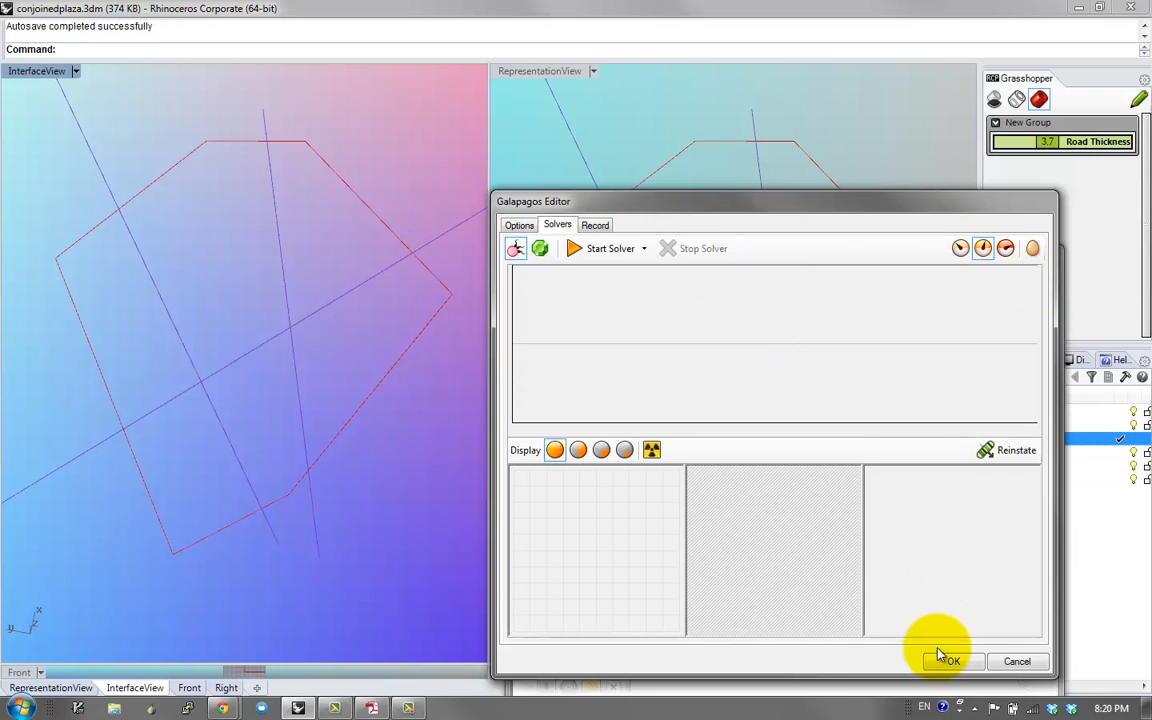 conjoinedplaza.3dm (374 KB) - Rhinoceros Corporate (64-bit)
Autosave completed successfully
Command:
InterfaceView
RepresentationView
Grasshopper
New Group
3.7 Road Thickness
Galapagos Editor
Options Solvers Record
Start Solver Stop Solver
Display Reinstate
Di... Hel...
x
y z
OK Cancel
Front
RepresentationView InterfaceView Front Right
EN 8:20 PM